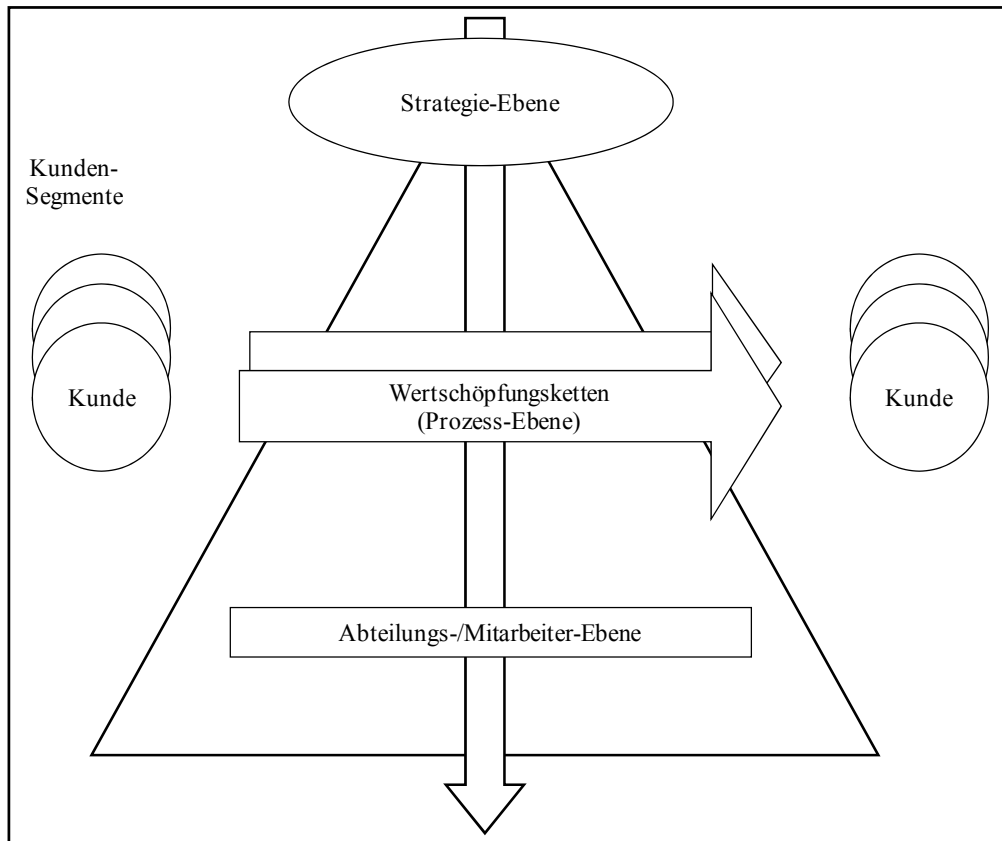 Strategie-Ebene
Kunden-
Segmente
Kunde
Wertschöpfungsketten
(Prozess-Ebene)
Kunde
Abteilungs-/Mitarbeiter-Ebene